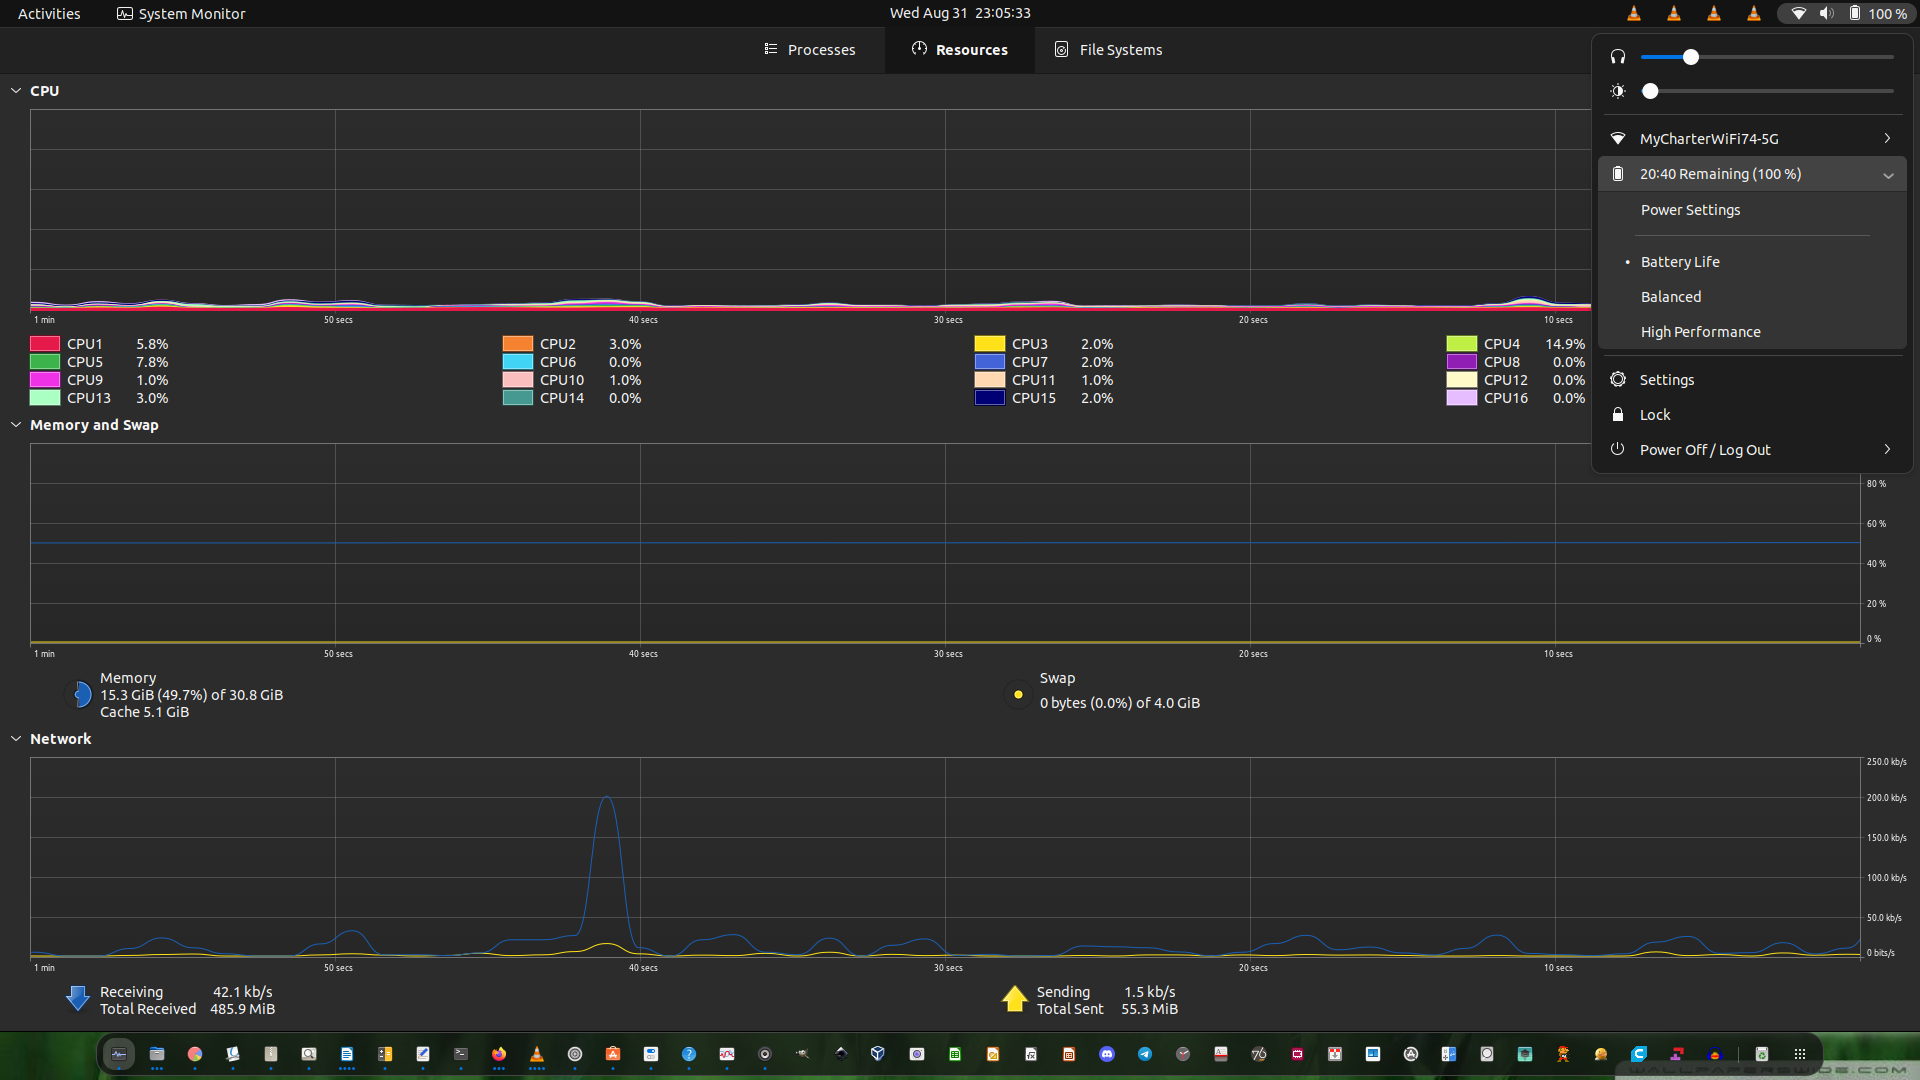 Activities
System Monitor
Wed Aug 31 23:05:33
100 %
Processes
Resources
File Systems
CPU
1 min
50 secs
40 secs
30 secs
20 secs
10 secs
CPU1 5.8%
CPU2 3.0%
CPU3 2.0%
CPU4 14.9%
CPU5 7.8%
CPU6 0.0%
CPU7 2.0%
CPU8 0.0%
CPU9 1.0%
CPU10 1.0%
CPU11 1.0%
CPU12 0.0%
CPU13 3.0%
CPU14 0.0%
CPU15 2.0%
CPU16 0.0%
MyCharterWiFi74-5G
20:40 Remaining (100 %)
Power Settings
Battery Life
Balanced
High Performance
Settings
Lock
Power Off / Log Out
Memory and Swap
80 %
60 %
40 %
20 %
0 %
1 min
50 secs
40 secs
30 secs
20 secs
10 secs
Memory
15.3 GiB (49.7%) of 30.8 GiB
Cache 5.1 GiB
Swap
0 bytes (0.0%) of 4.0 GiB
Network
250.0 kb/s
200.0 kb/s
150.0 kb/s
100.0 kb/s
50.0 kb/s
0 bits/s
1 min
50 secs
40 secs
30 secs
20 secs
10 secs
Receiving 42.1 kb/s
Total Received 485.9 MiB
Sending 1.5 kb/s
Total Sent 55.3 MiB
76
WALLPAPERSWIDE.COM